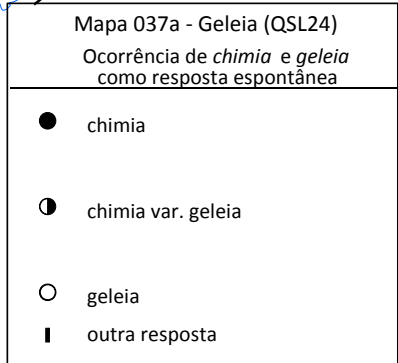 Mapa 037a - Geleia (QSL24)
Ocorrência de chimia e geleia
como resposta espontânea
chimia
chimia var. geleia
geleia
outra resposta